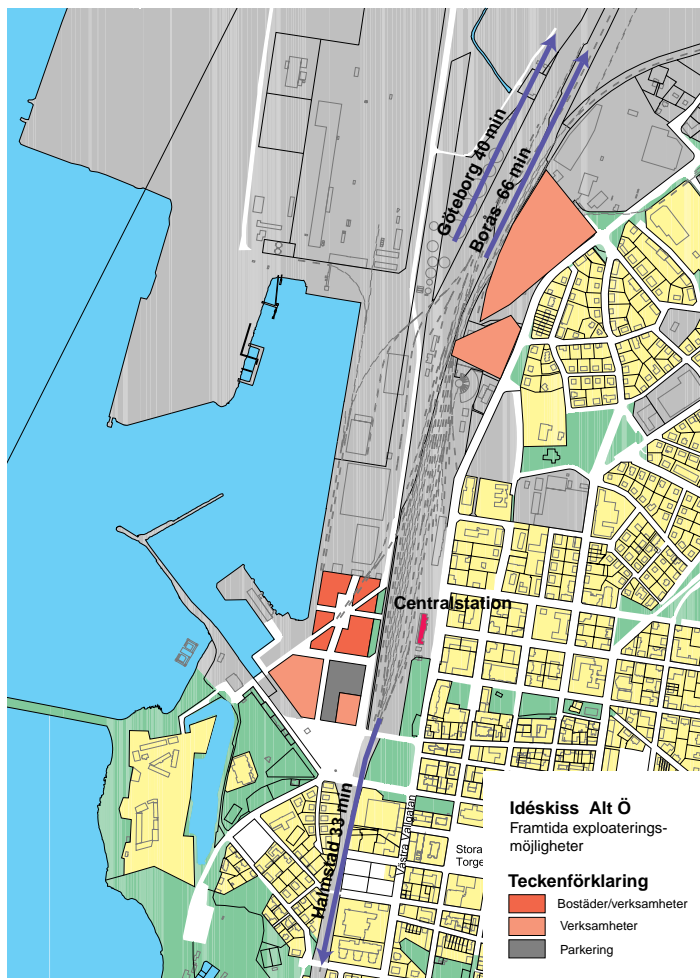 Göteborg 40 min
Borås 66 min
Centralstation
Halmstad 33 min
Västra Vallgatan
Stora
Torge
Idéskiss Alt Ö
Framtida exploaterings-
möjligheter
Teckenförklaring
Bostäder/verksamheter
Verksamheter
Parkering